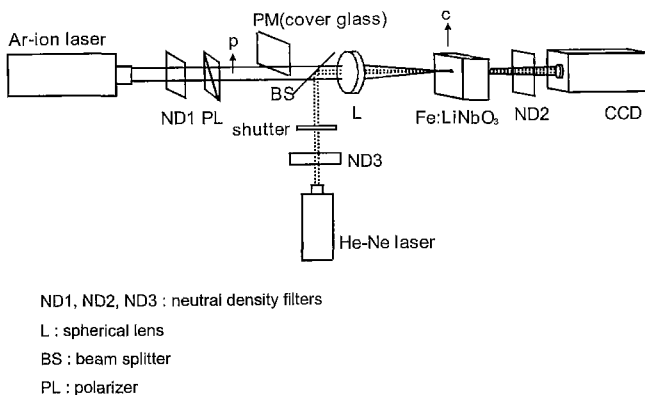 PM(cover glass)
Ar-ion laser
p
c
BS
ND1 PL
L
Fe:LiNbO₃
ND2
CCD
shutter
ND3
He-Ne laser
ND1, ND2, ND3 : neutral density filters
L : spherical lens
BS : beam splitter
PL : polarizer